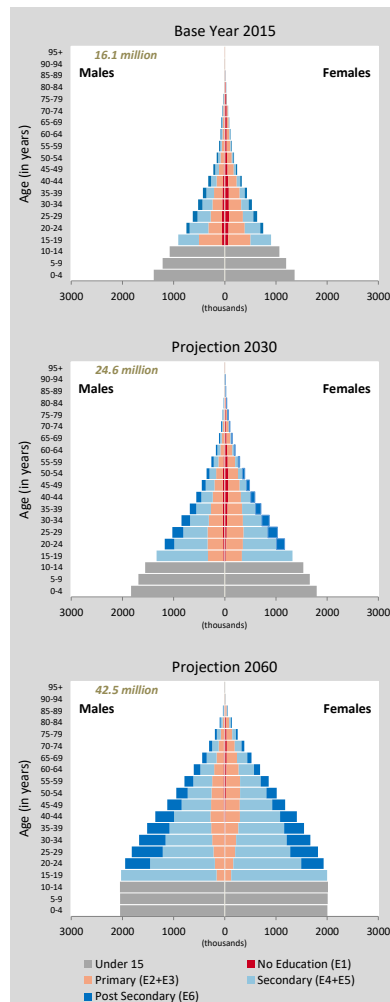 Base Year 2015
16.1 million
Males
Females
Age (in years)
95+
90-94
85-89
80-84
75-79
70-74
65-69
60-64
55-59
50-54
45-49
40-44
35-39
30-34
25-29
20-24
15-19
10-14
5-9
0-4
3000 2000 1000 0 1000 2000 3000
(thousands)
Projection 2030
24.6 million
Males
Females
Age (in years)
95+
90-94
85-89
80-84
75-79
70-74
65-69
60-64
55-59
50-54
45-49
40-44
35-39
30-34
25-29
20-24
15-19
10-14
5-9
0-4
3000 2000 1000 0 1000 2000 3000
(thousands)
Projection 2060
42.5 million
Males
Females
Age (in years)
95+
90-94
85-89
80-84
75-79
70-74
65-69
60-64
55-59
50-54
45-49
40-44
35-39
30-34
25-29
20-24
15-19
10-14
5-9
0-4
3000 2000 1000 0 1000 2000 3000
(thousands)
Under 15
No Education (E1)
Primary (E2+E3)
Secondary (E4+E5)
Post Secondary (E6)